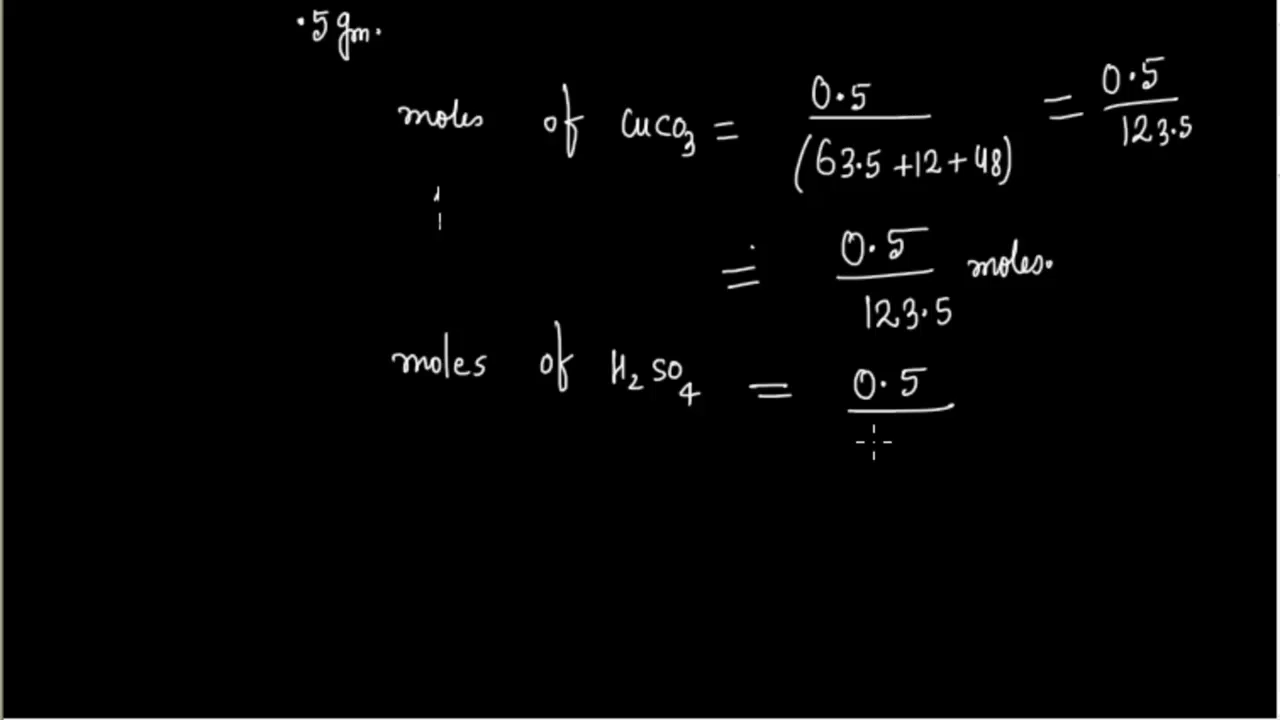 .5 gm.
moles of CuCO3 = 0.5 / (63.5 + 12 + 48) = 0.5 / 123.5
= 0.5 / 123.5 moles.
moles of H2SO4 = 0.5